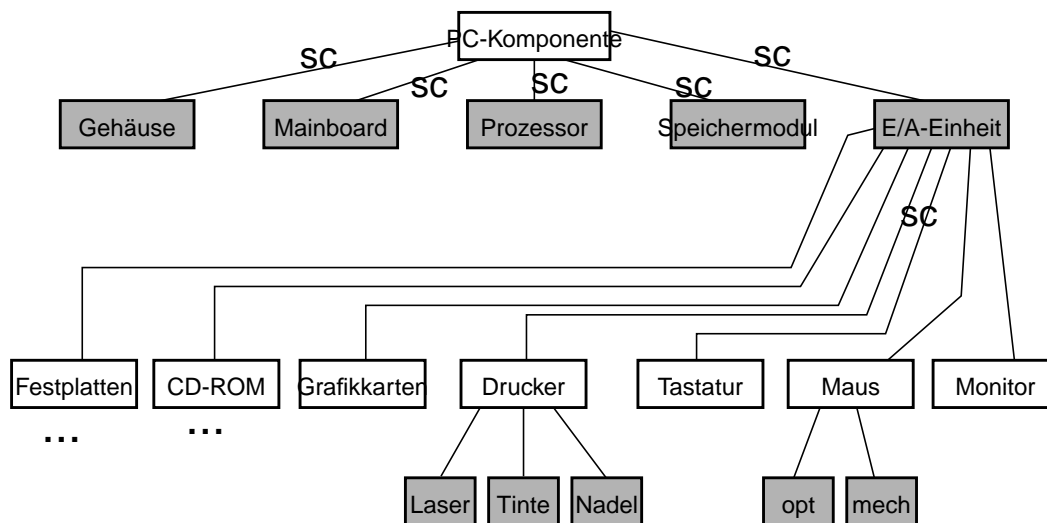 PC-Komponente
sc sc sc sc sc
Gehäuse Mainboard Prozessor Speichermodul E/A-Einheit
sc
Festplatten CD-ROM Grafikkarten Drucker Tastatur Maus Monitor
... ...
Laser Tinte Nadel opt mech